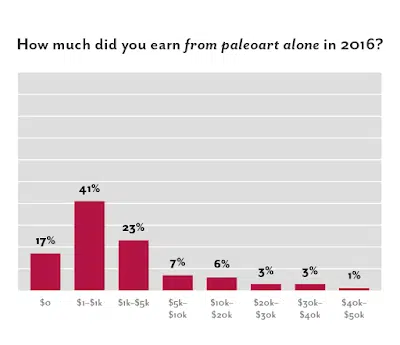 How much did you earn from paleoart alone in 2016?
17%
41%
23%
7%
6%
3%
3%
1%
$0
$1–$1k
$1k–$5k
$5k–
$10k
$10k–
$20k
$20k–
$30k
$30k–
$40k
$40k–
$50k